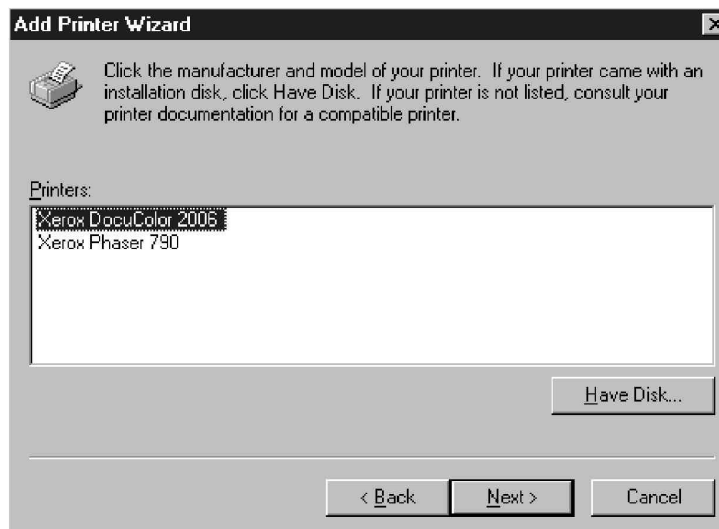 Add Printer Wizard
Click the manufacturer and model of your printer. If your printer came with an
installation disk, click Have Disk. If your printer is not listed, consult your
printer documentation for a compatible printer.
Printers:
Xerox DocuColor 2006
Xerox Phaser 790
Have Disk...
< Back Next > Cancel